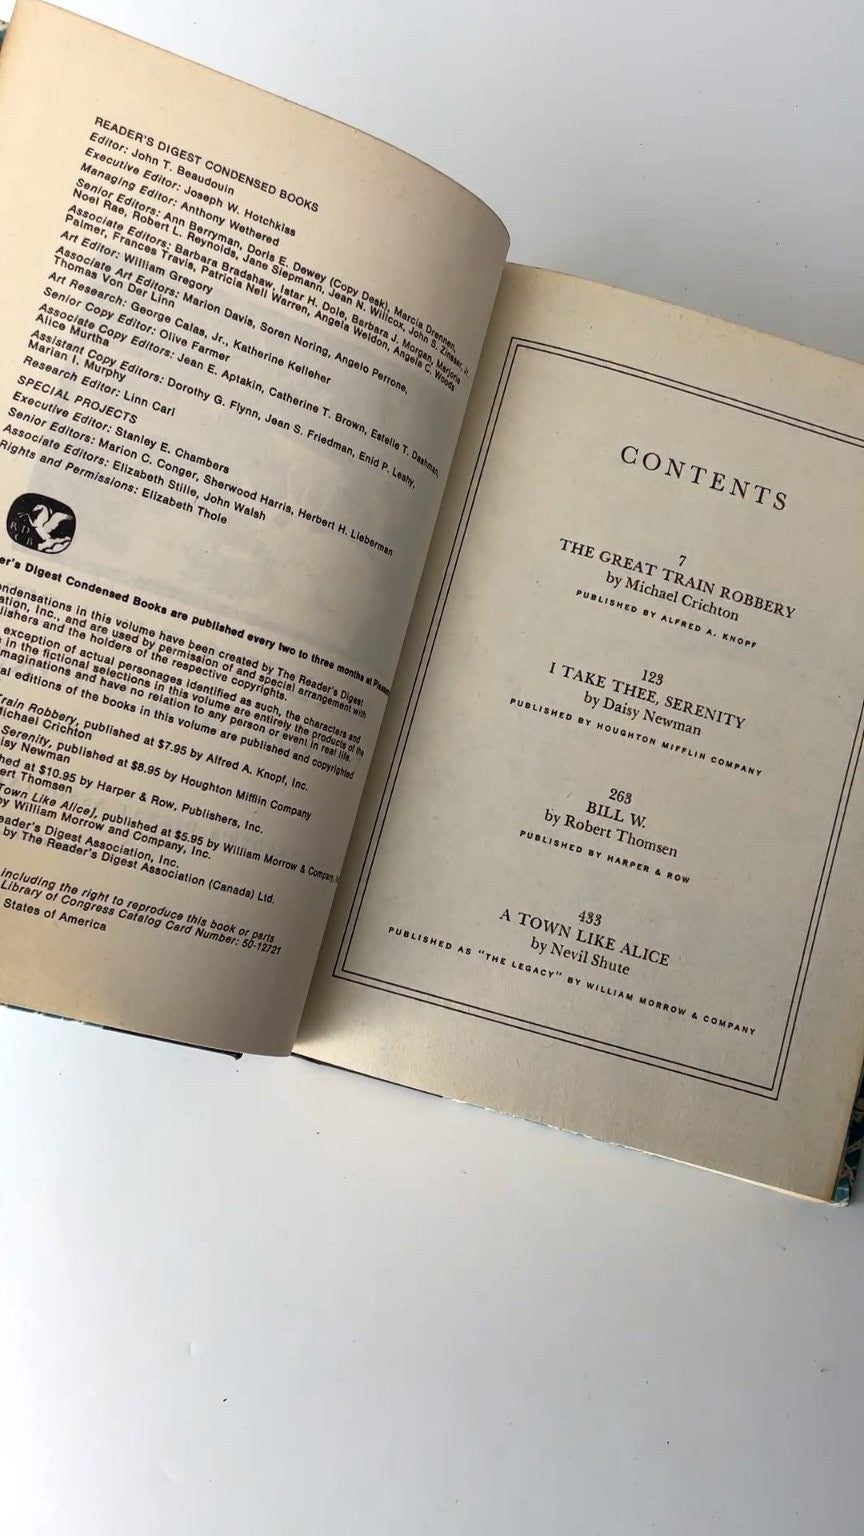 READER'S DIGEST CONDENSED BOOKS
Editor: John T. Beaudouin
Executive Editor: Joseph W. Hotchkiss
Managing Editor: Anthony Wethered
Senior Editors: Ann Berryman, Doris E. Dewey (Copy Desk), Marcia Drennen,
Noel Rae, Robert L. Reynolds, Jane Siepmann, Jean N. Willcox, John S. Zinsser, Jr.
Associate Editors: Barbara Bradshaw, Istar H. Dole, Barbara J. Morgan, Marjorie
Palmer, Frances Travis, Patricia Nell Warren, Angela Weldon, Angela C. Woods
Art Editor: William Gregory
Associate Art Editors: Marion Davis, Soren Noring, Angelo Perrone,
Thomas Von Der Linn
Art Research: George Calas, Jr., Katherine Kelleher
Senior Copy Editor: Olive Farmer
Associate Copy Editors: Jean E. Aptakin, Catherine T. Brown, Estelle T. Dashman,
Alice Murtha
Assistant Copy Editors: Dorothy G. Flynn, Jean S. Friedman, Enid P. Leahy,
Marian I. Murphy
Research Editor: Linn Carl
SPECIAL PROJECTS
Executive Editor: Stanley E. Chambers
Senior Editors: Marion C. Conger, Sherwood Harris, Herbert H. Lieberman
Associate Editors: Elizabeth Stille, John Walsh
Rights and Permissions: Elizabeth Thole
R D
C B
er's Digest Condensed Books are published every two to three months at
ondensations in this volume have been created by The Reader's Digest
ation, Inc., and are used by permission of and special arrangement with
lishers and the holders of the respective copyrights.
exception of actual personages identified as such, the characters and
in the fictional selections in this volume are entirely the products of the
imaginations and have no relation to any person or event in real life.
al editions of the books in this volume are published and copyrighted
Train Robbery, published at $7.95 by Alfred A. Knopf, Inc.
Michael Crichton
Serenity, published at $8.95 by Houghton Mifflin Company
isy Newman
hed at $10.95 by Harper & Row, Publishers, Inc.
ert Thomsen
Town Like Alice], published at $5.95 by William Morrow & Company,
by William Morrow and Company, Inc.
eader's Digest Association, Inc.
by The Reader's Digest Association (Canada) Ltd.
including the right to reproduce this book or parts
Library of Congress Catalog Card Number: 50-12721
States of America
CONTENTS
7
THE GREAT TRAIN ROBBERY
by Michael Crichton
PUBLISHED BY ALFRED A. KNOPF
123
I TAKE THEE, SERENITY
by Daisy Newman
PUBLISHED BY HOUGHTON MIFFLIN COMPANY
263
BILL W.
by Robert Thomsen
PUBLISHED BY HARPER & ROW
433
A TOWN LIKE ALICE
by Nevil Shute
PUBLISHED AS "THE LEGACY" BY WILLIAM MORROW & COMPANY